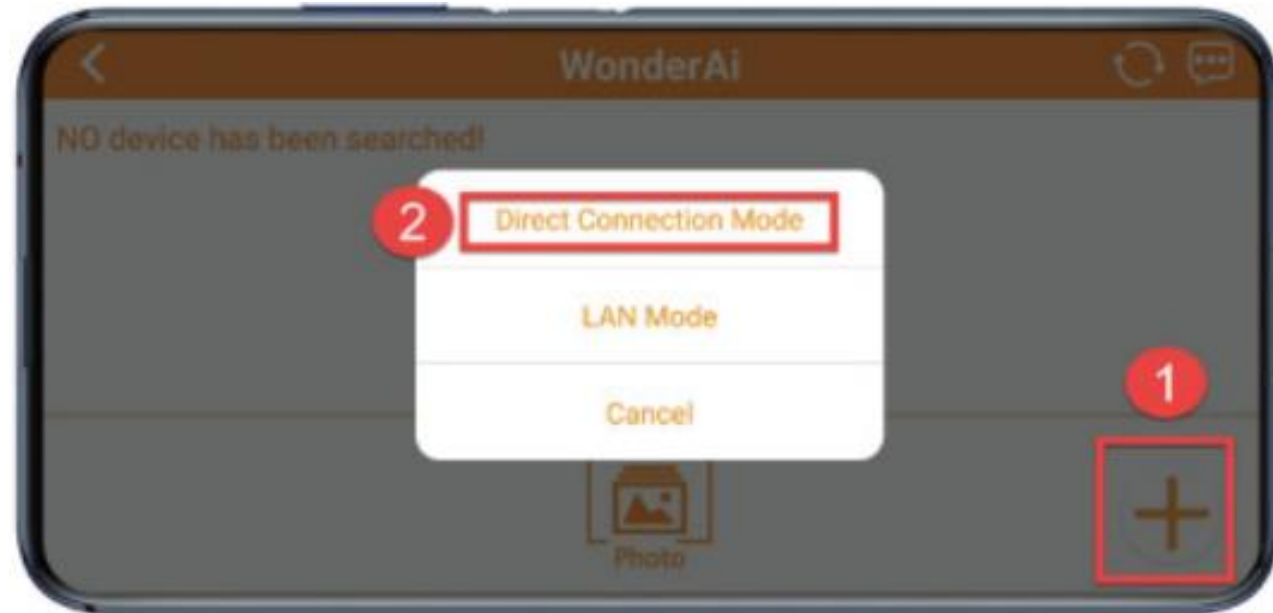 WonderAi
NO device has been searched!
2
Direct Connection Mode
LAN Mode
1
Cancel
Photo